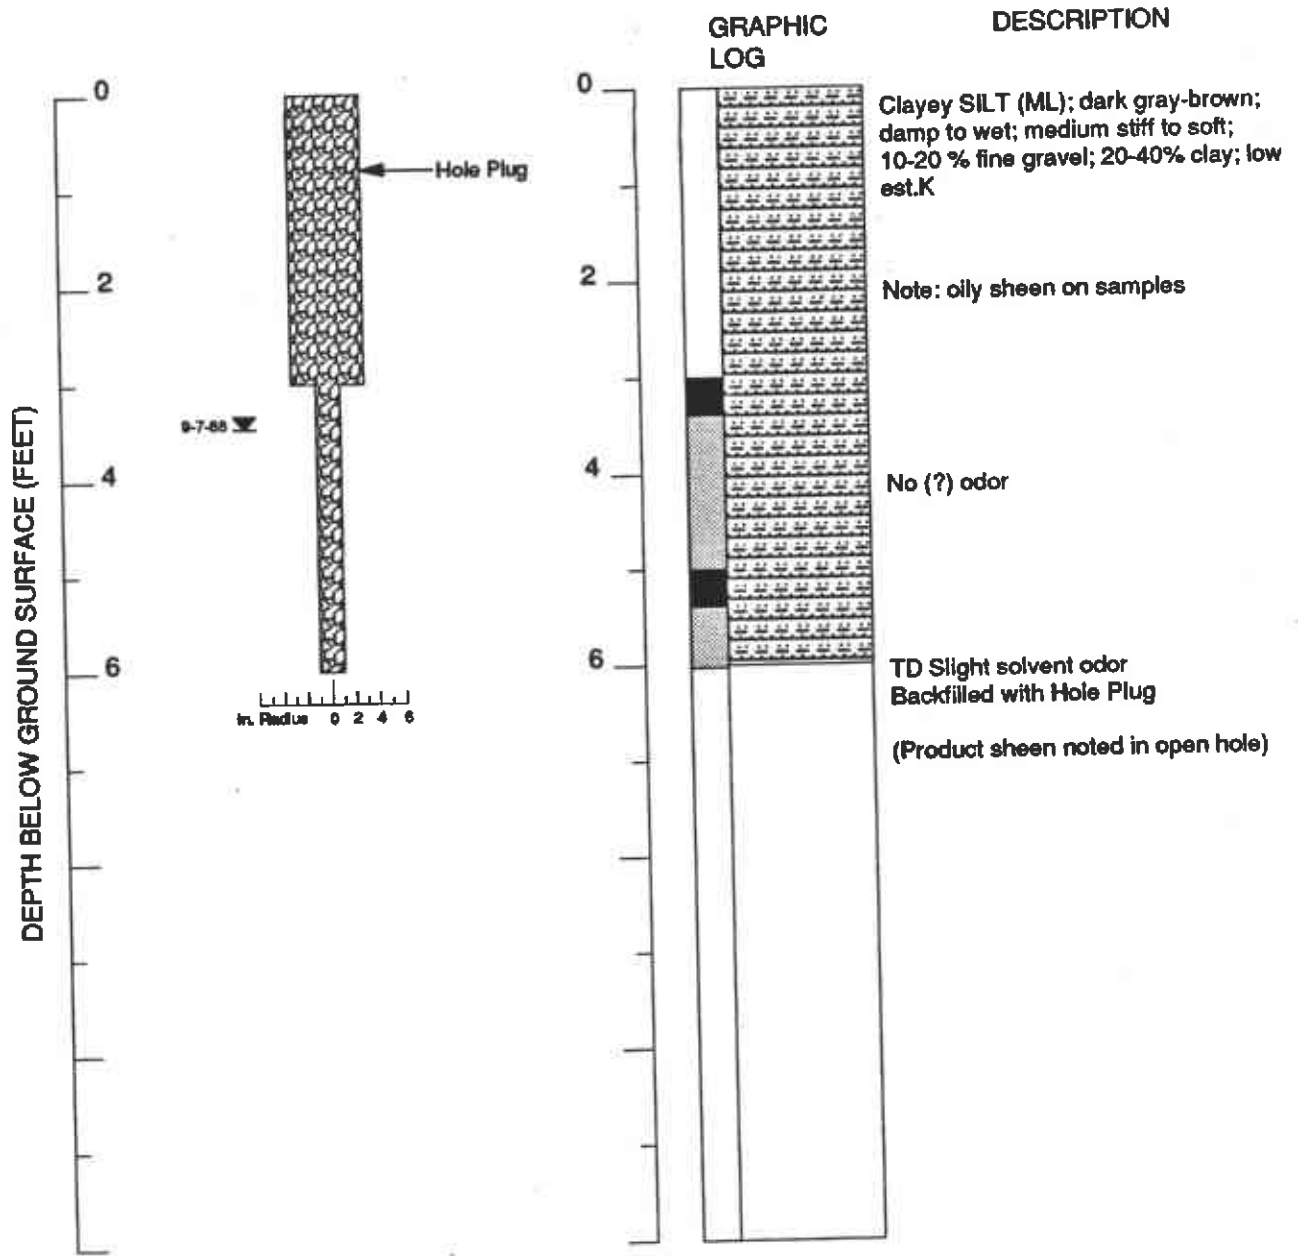 GRAPHIC
LOG
DESCRIPTION
DEPTH BELOW GROUND SURFACE (FEET)
0
2
4
6
Hole Plug
9-7-88
In. Radius 0 2 4 6
0
2
4
6
Clayey SILT (ML); dark gray-brown;
damp to wet; medium stiff to soft;
10-20 % fine gravel; 20-40% clay; low
est.K
Note: oily sheen on samples
No (?) odor
TD Slight solvent odor
Backfilled with Hole Plug
(Product sheen noted in open hole)